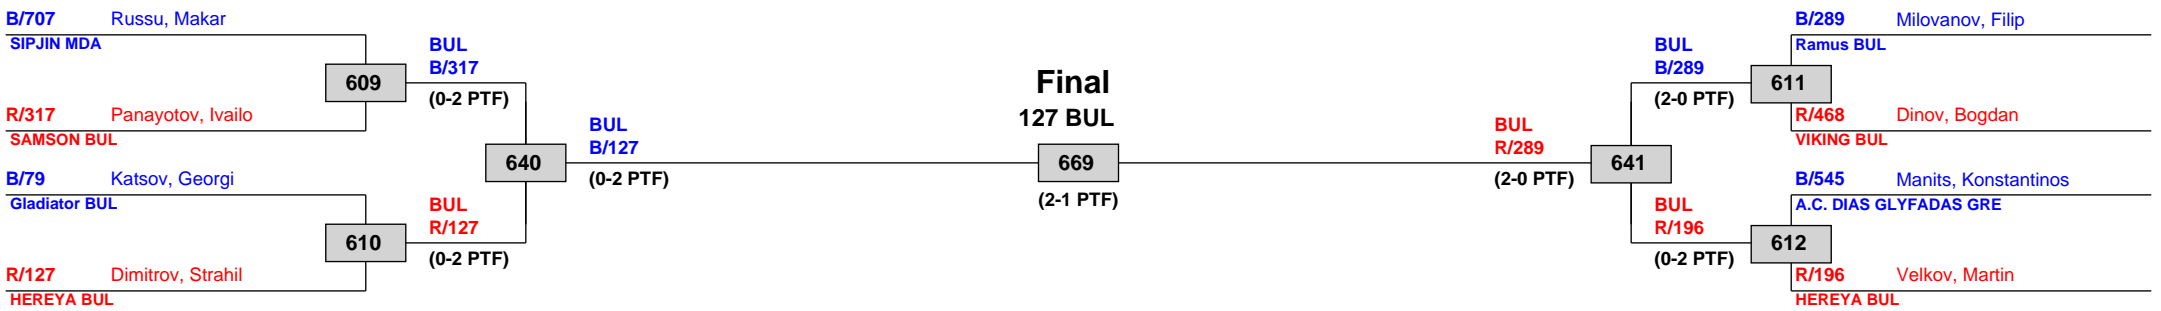 B/707 Russu, Makar
SIPJIN MDA
BUL
B/317
609
(0-2 PTF)
R/317 Panayotov, Ivailo
SAMSON BUL
BUL
B/127
640
(0-2 PTF)
B/79 Katsov, Georgi
Gladiator BUL
BUL
R/127
610
(0-2 PTF)
R/127 Dimitrov, Strahil
HEREYA BUL
Final
127 BUL
669
(2-1 PTF)
B/289 Milovanov, Filip
Ramus BUL
BUL
B/289
611
(2-0 PTF)
R/468 Dinov, Bogdan
VIKING BUL
BUL
R/289
641
(2-0 PTF)
B/545 Manits, Konstantinos
A.C. DIAS GLYFADAS GRE
BUL
R/196
612
(0-2 PTF)
R/196 Velkov, Martin
HEREYA BUL